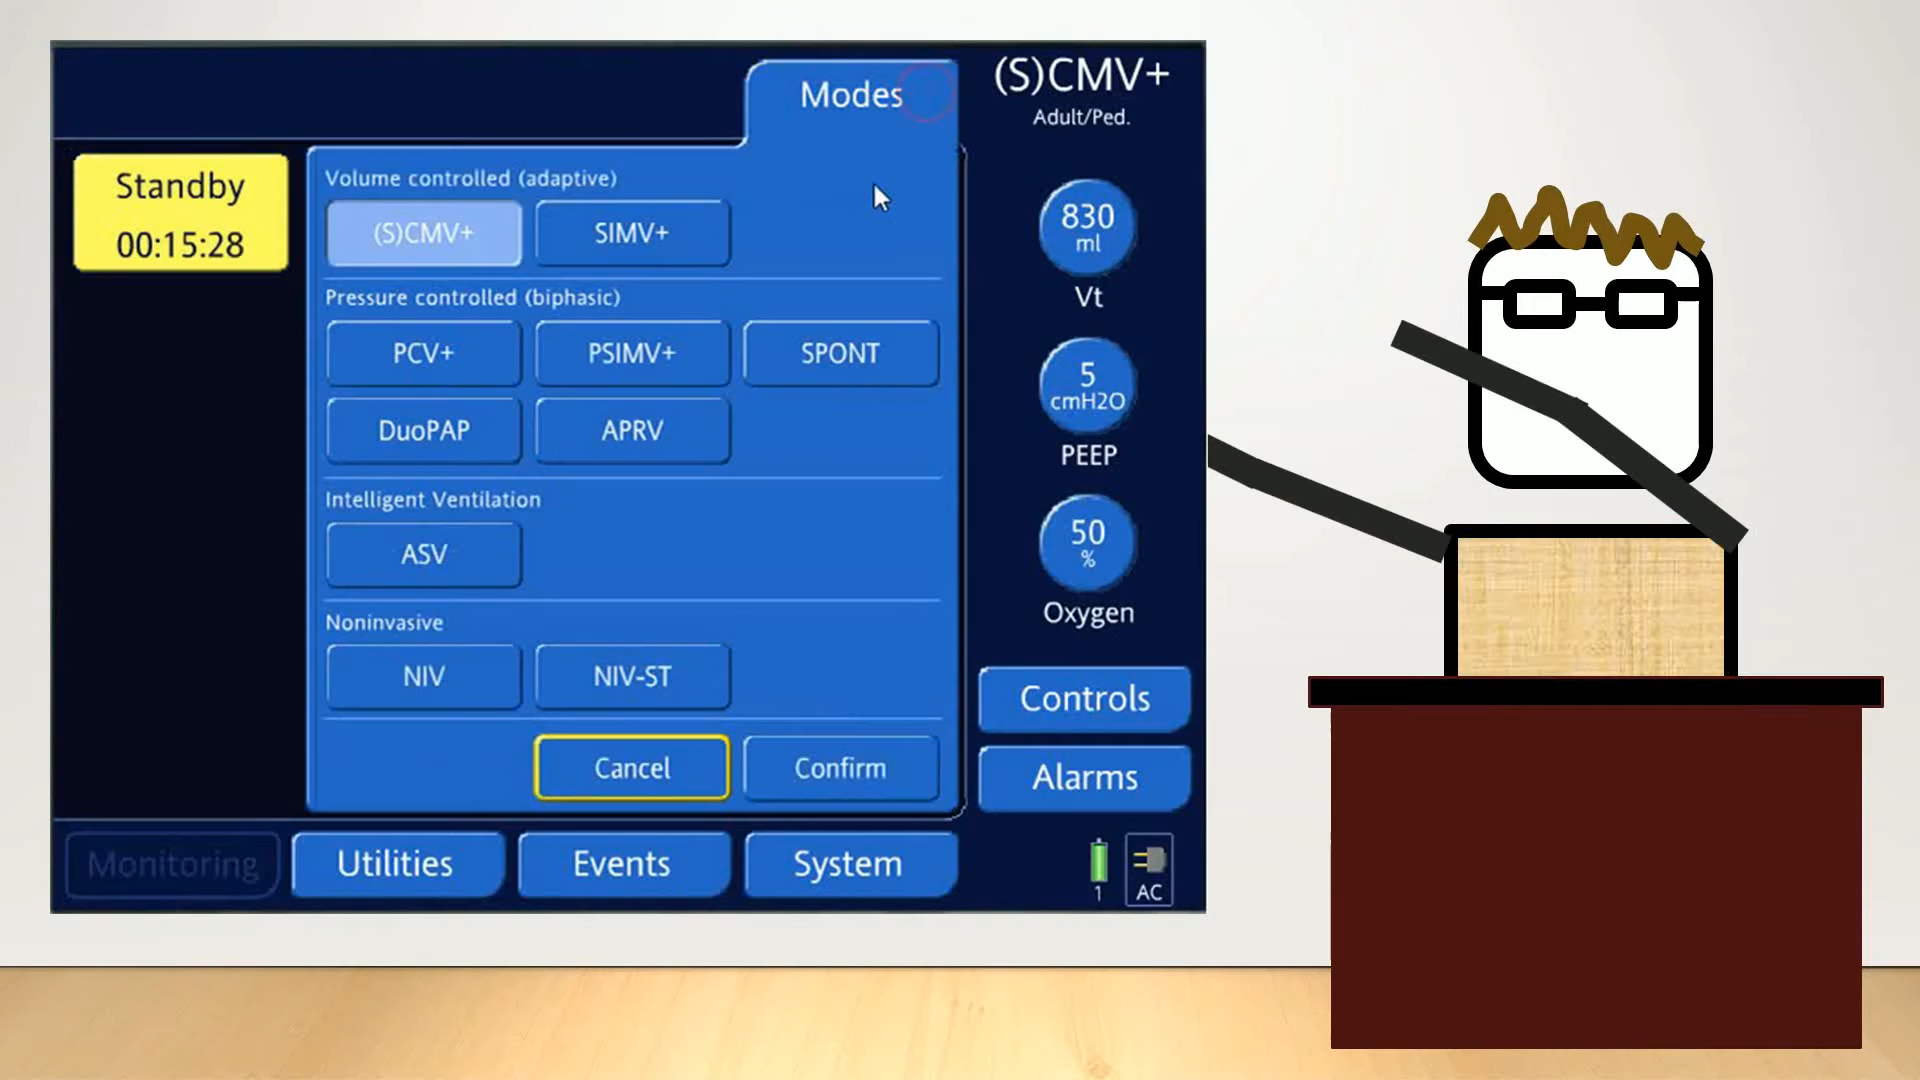 Modes
(S)CMV+
Adult/Ped.
Standby
00:15:28
Volume controlled (adaptive)
(S)CMV+
SIMV+
Pressure controlled (biphasic)
PCV+
PSIMV+
SPONT
DuoPAP
APRV
Intelligent Ventilation
ASV
Noninvasive
NIV
NIV-ST
Cancel
Confirm
830
ml
Vt
5
cmH2O
PEEP
50
%
Oxygen
Controls
Alarms
Monitoring
Utilities
Events
System
1
AC